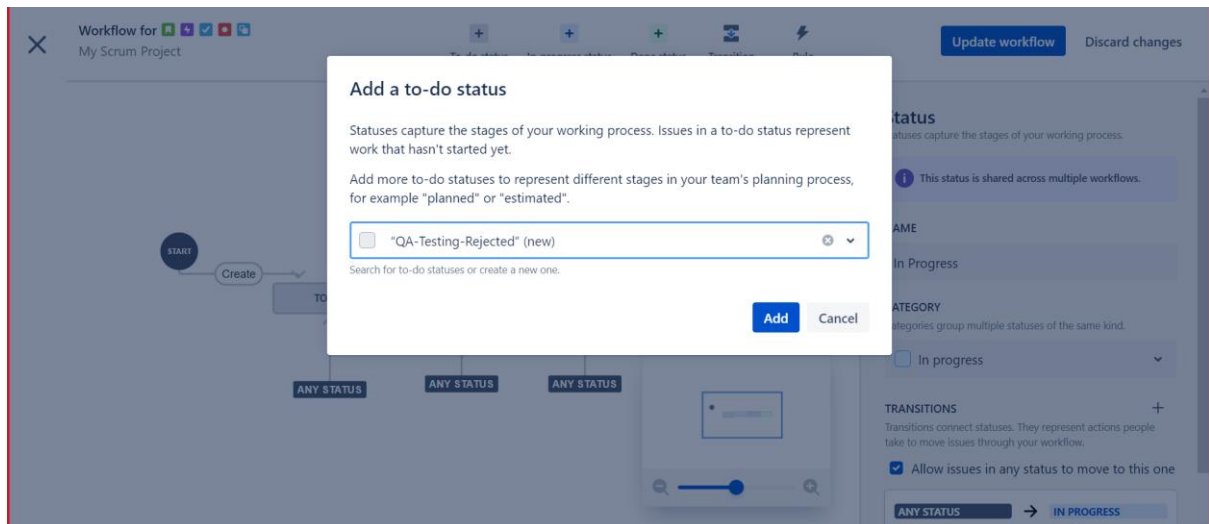 Workflow for
My Scrum Project
Update workflow
Discard changes
Add a to-do status
Statuses capture the stages of your working process. Issues in a to-do status represent
work that hasn't started yet.
Add more to-do statuses to represent different stages in your team's planning process,
for example "planned" or "estimated".
"QA-Testing-Rejected" (new)
Search for to-do statuses or create a new one.
Add
Cancel
START
Create
TO
ANY STATUS
ANY STATUS
ANY STATUS
tatus
atuses capture the stages of your working process.
This status is shared across multiple workflows.
AME
In Progress
ATEGORY
ategories group multiple statuses of the same kind.
In progress
TRANSITIONS
Transitions connect statuses. They represent actions people
take to move issues through your workflow.
Allow issues in any status to move to this one
ANY STATUS → IN PROGRESS